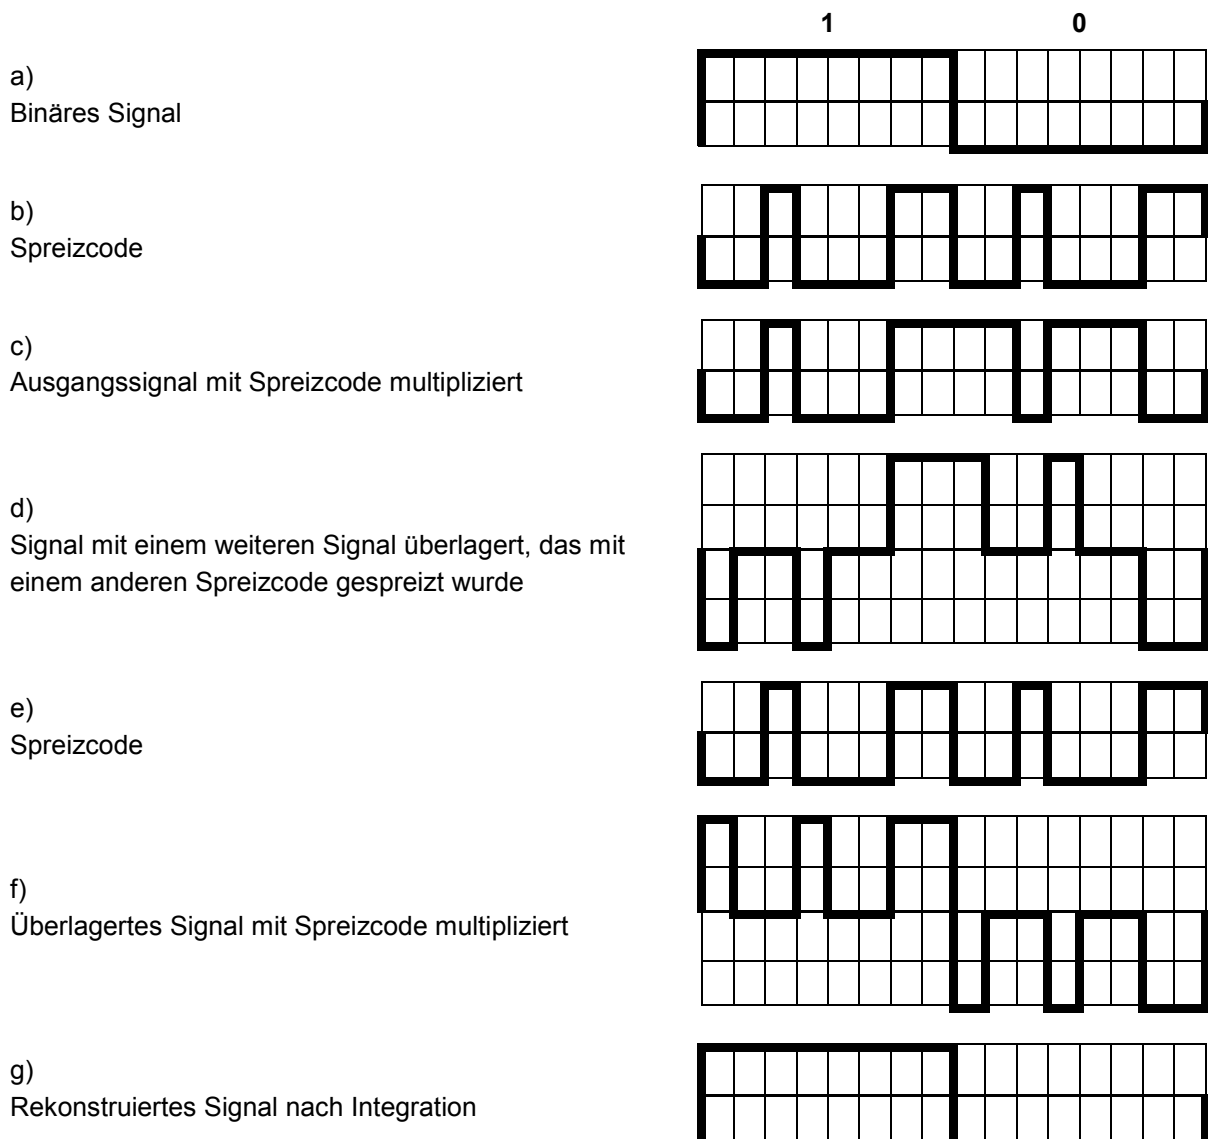 1 0
a)
Binäres Signal
b)
Spreizcode
c)
Ausgangssignal mit Spreizcode multipliziert
d)
Signal mit einem weiteren Signal überlagert, das mit
einem anderen Spreizcode gespreizt wurde
e)
Spreizcode
f)
Überlagertes Signal mit Spreizcode multipliziert
g)
Rekonstruiertes Signal nach Integration